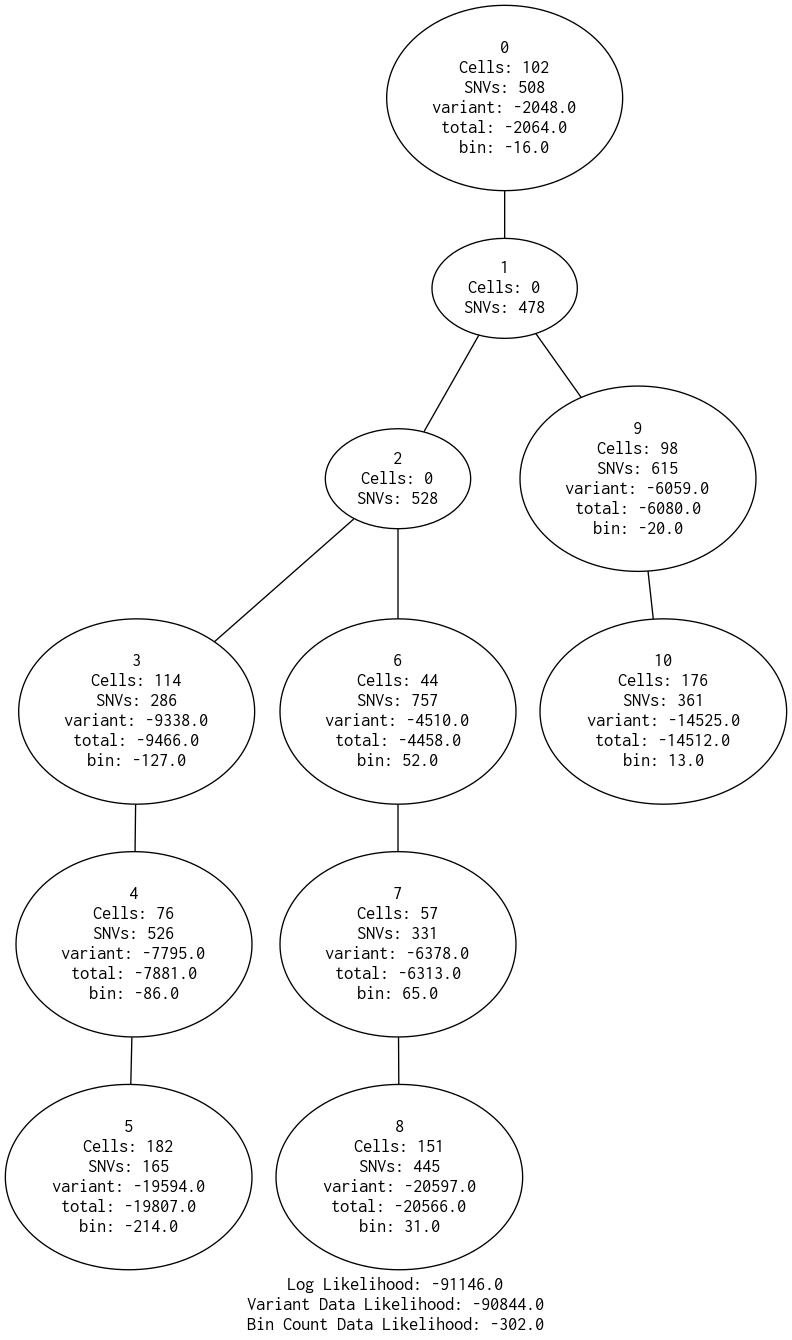 0
Cells: 102
SNVs: 508
variant: -2048.0
total: -2064.0
bin: -16.0
1
Cells: 0
SNVs: 478
2
Cells: 0
SNVs: 528
9
Cells: 98
SNVs: 615
variant: -6059.0
total: -6080.0
bin: -20.0
3
Cells: 114
SNVs: 286
variant: -9338.0
total: -9466.0
bin: -127.0
6
Cells: 44
SNVs: 757
variant: -4510.0
total: -4458.0
bin: 52.0
10
Cells: 176
SNVs: 361
variant: -14525.0
total: -14512.0
bin: 13.0
4
Cells: 76
SNVs: 526
variant: -7795.0
total: -7881.0
bin: -86.0
7
Cells: 57
SNVs: 331
variant: -6378.0
total: -6313.0
bin: 65.0
5
Cells: 182
SNVs: 165
variant: -19594.0
total: -19807.0
bin: -214.0
8
Cells: 151
SNVs: 445
variant: -20597.0
total: -20566.0
bin: 31.0
Log Likelihood: -91146.0
Variant Data Likelihood: -90844.0
Bin Count Data Likelihood: -302.0